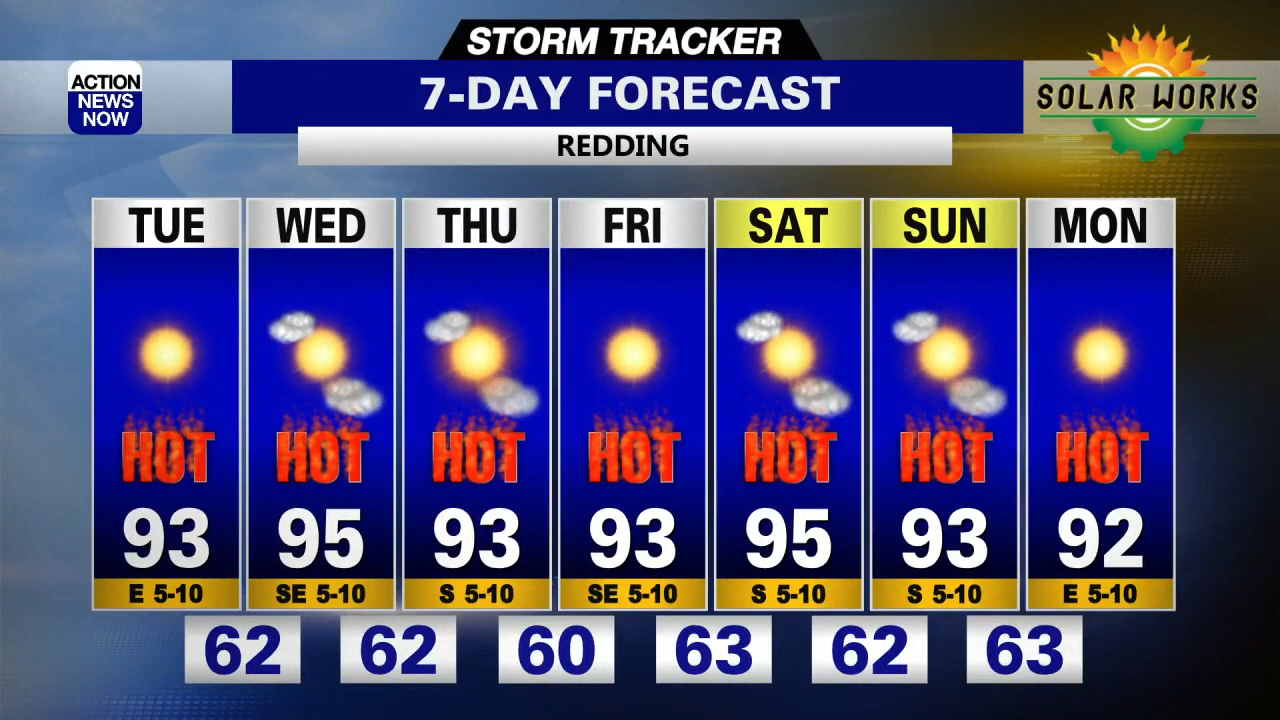 STORM TRACKER
ACTION
NEWS
NOW
7-DAY FORECAST
SOLAR WORKS
REDDING
TUE WED THU FRI SAT SUN MON
HOT HOT HOT HOT HOT HOT HOT
93 95 93 93 95 93 92
E 5-10 SE 5-10 S 5-10 SE 5-10 S 5-10 S 5-10 E 5-10
62 62 60 63 62 63